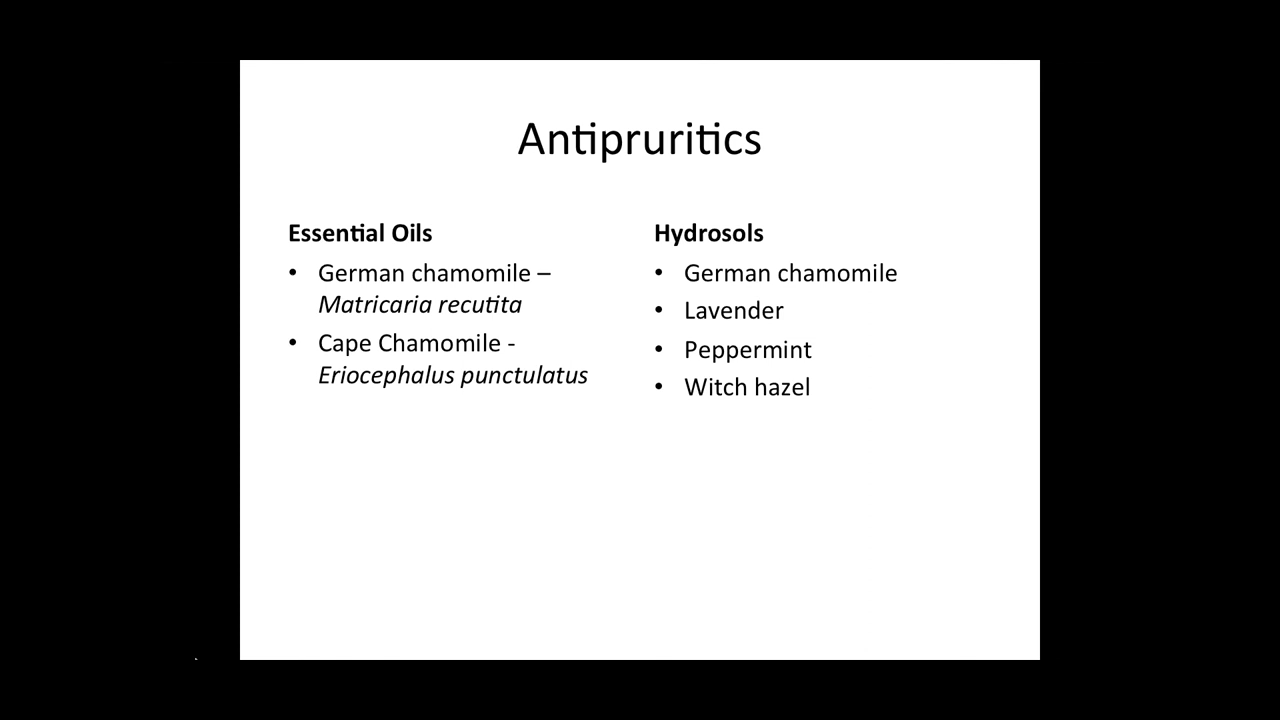 Antipruritics
Essential Oils
• German chamomile –
Matricaria recutita
• Cape Chamomile -
Eriocephalus punctulatus
Hydrosols
• German chamomile
• Lavender
• Peppermint
• Witch hazel